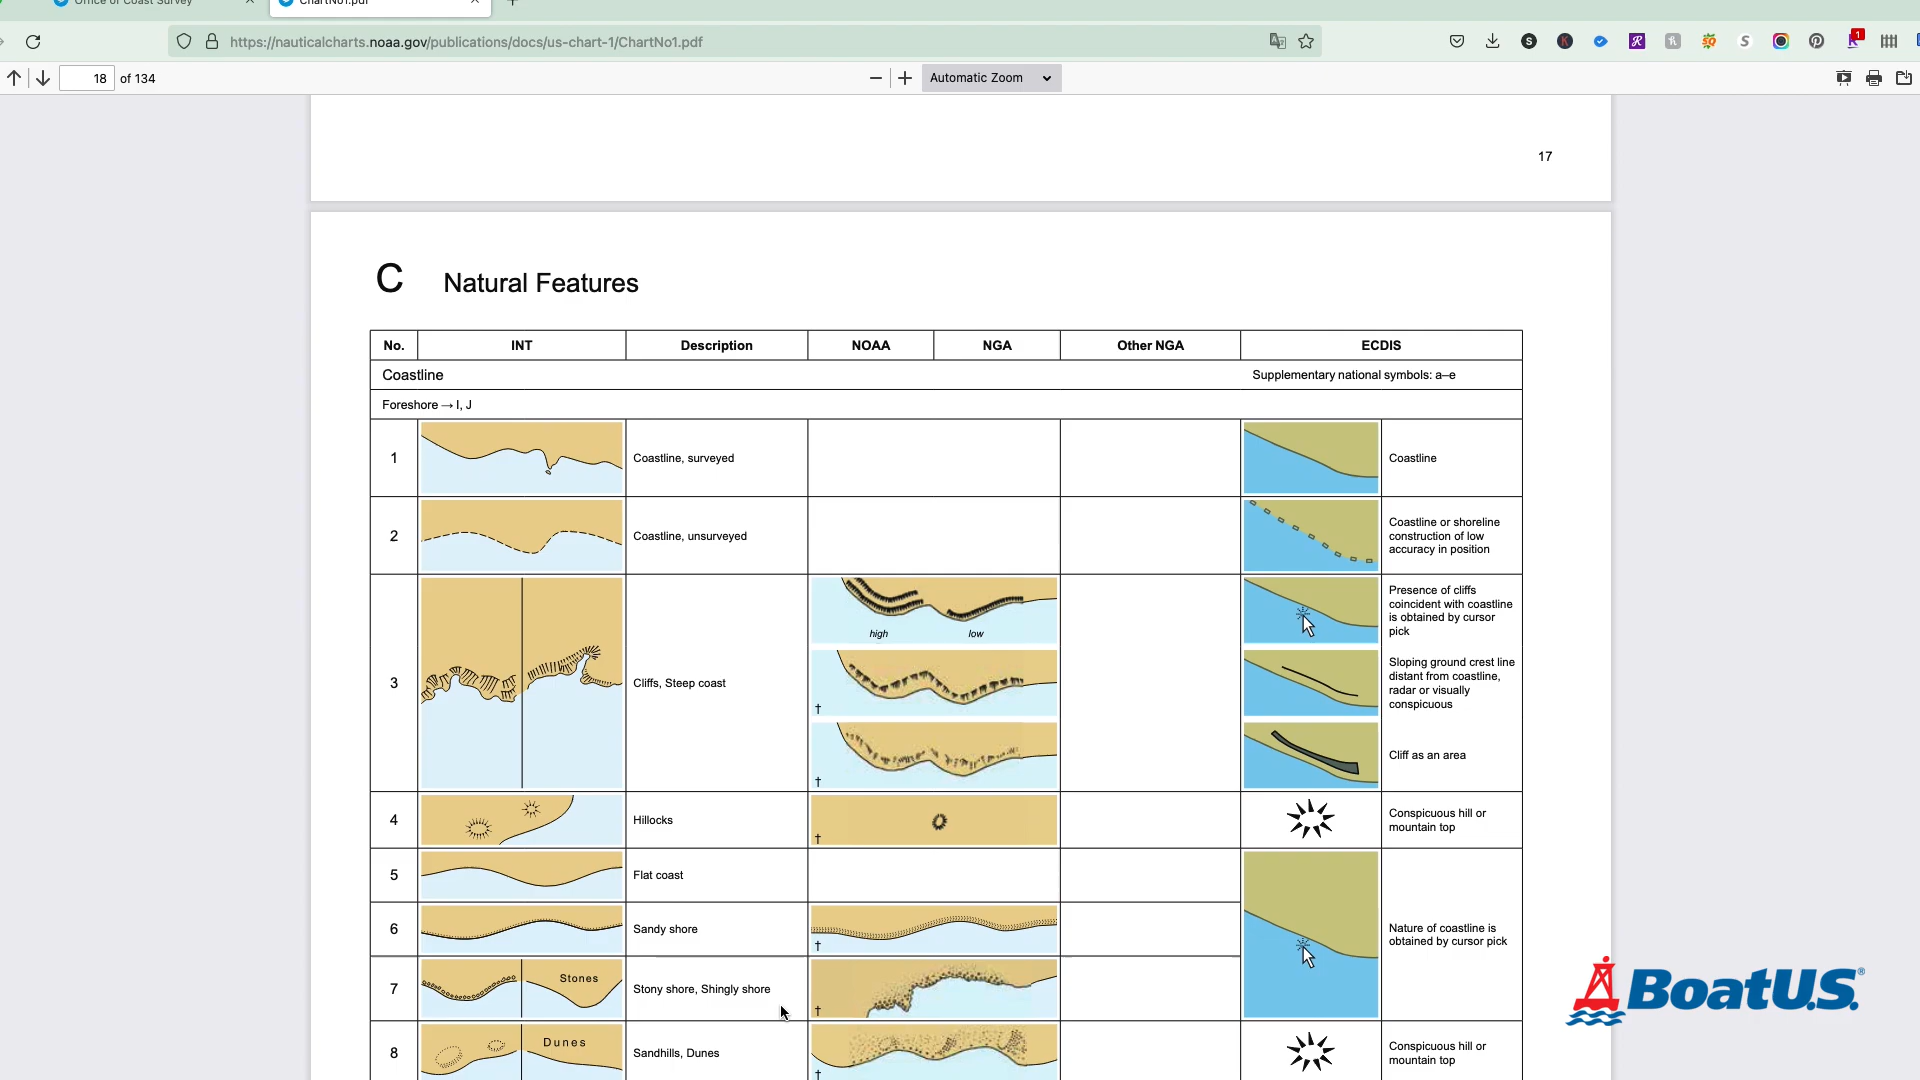 Office of Coast Survey
ChartNo1.pdf
https://nauticalcharts.noaa.gov/publications/docs/us-chart-1/ChartNo1.pdf
1
18 of 134
Automatic Zoom
17
C Natural Features
No. INT Description NOAA NGA Other NGA ECDIS
Coastline Supplementary national symbols: a–e
Foreshore → I, J
1 Coastline, surveyed Coastline
2 Coastline, unsurveyed
Coastline or shoreline
construction of low
accuracy in position
3 Cliffs, Steep coast
high low
†
†
Presence of cliffs
coincident with coastline
is obtained by cursor
pick
Sloping ground crest line
distant from coastline,
radar or visually
conspicuous
Cliff as an area
4 Hillocks †
Conspicuous hill or
mountain top
5 Flat coast
6 Sandy shore †
Nature of coastline is
obtained by cursor pick
7 Stones Stony shore, Shingly shore †
8 Dunes Sandhills, Dunes †
Conspicuous hill or
mountain top
BoatU.S.®